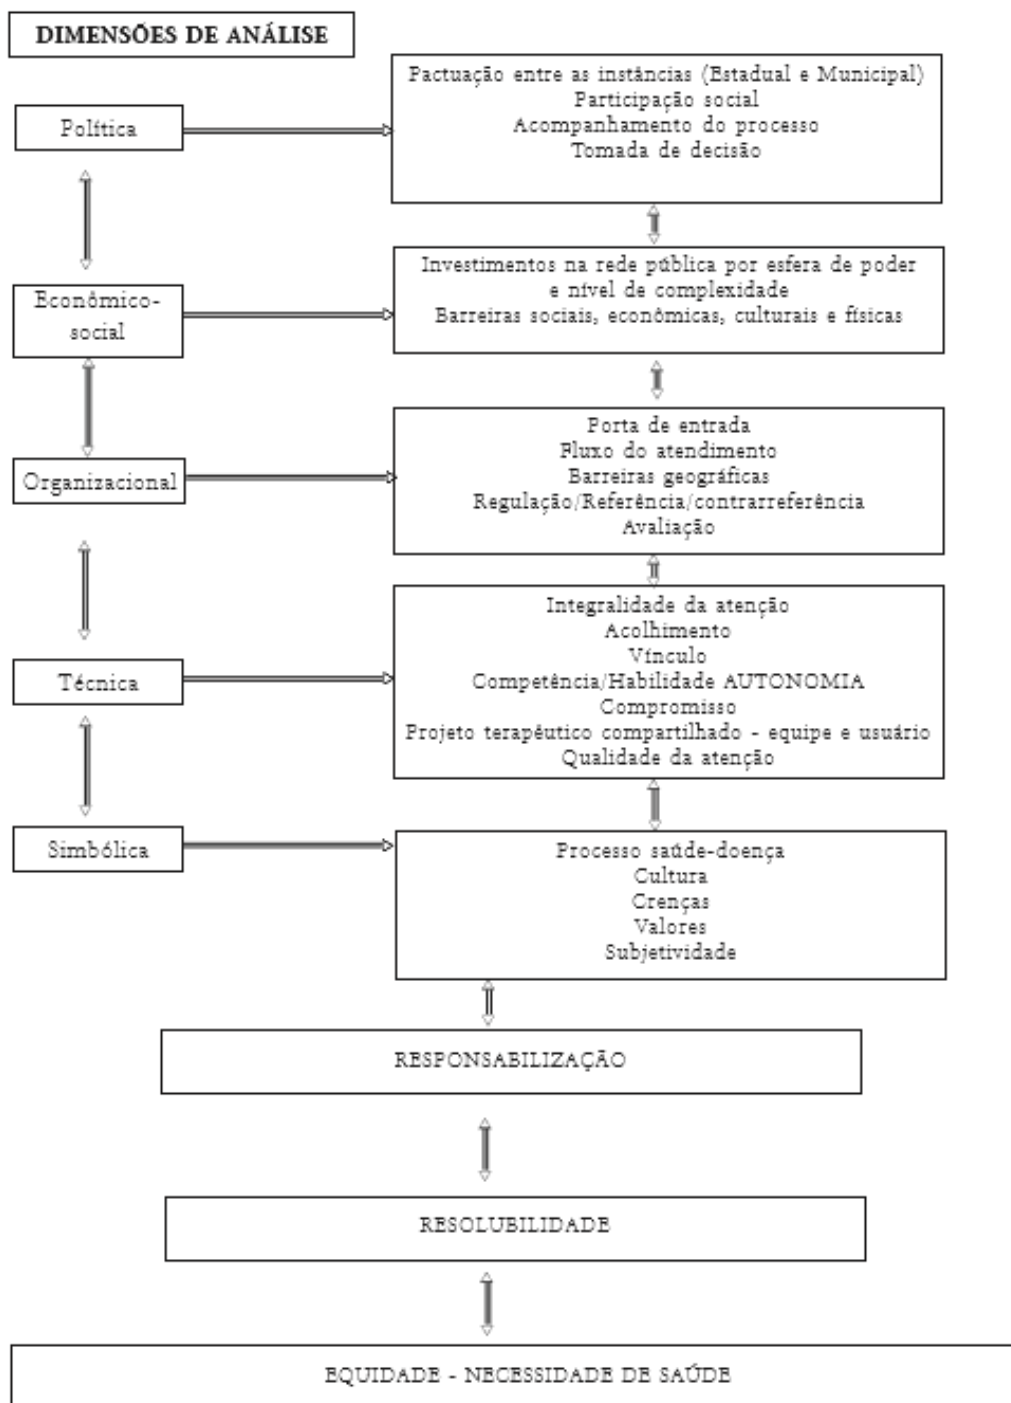 DIMENSÕES DE ANÁLISE
Política
Pactuação entre as instâncias (Estadual e Municipal)
Participação social
Acompanhamento do processo
Tomada de decisão
Econômico-
social
Investimentos na rede pública por esfera de poder
e nível de complexidade
Barreiras sociais, econômicas, culturais e físicas
Organizacional
Porta de entrada
Fluxo do atendimento
Barreiras geográficas
Regulação/Referência/contrarreferência
Avaliação
Técnica
Integralidade da atenção
Acolhimento
Vínculo
Competência/Habilidade AUTONOMIA
Compromisso
Projeto terapêutico compartilhado - equipe e usuário
Qualidade da atenção
Simbólica
Processo saúde-doença
Cultura
Crenças
Valores
Subjetividade
RESPONSABILIZAÇÃO
RESOLUBILIDADE
EQUIDADE - NECESSIDADE DE SAÚDE